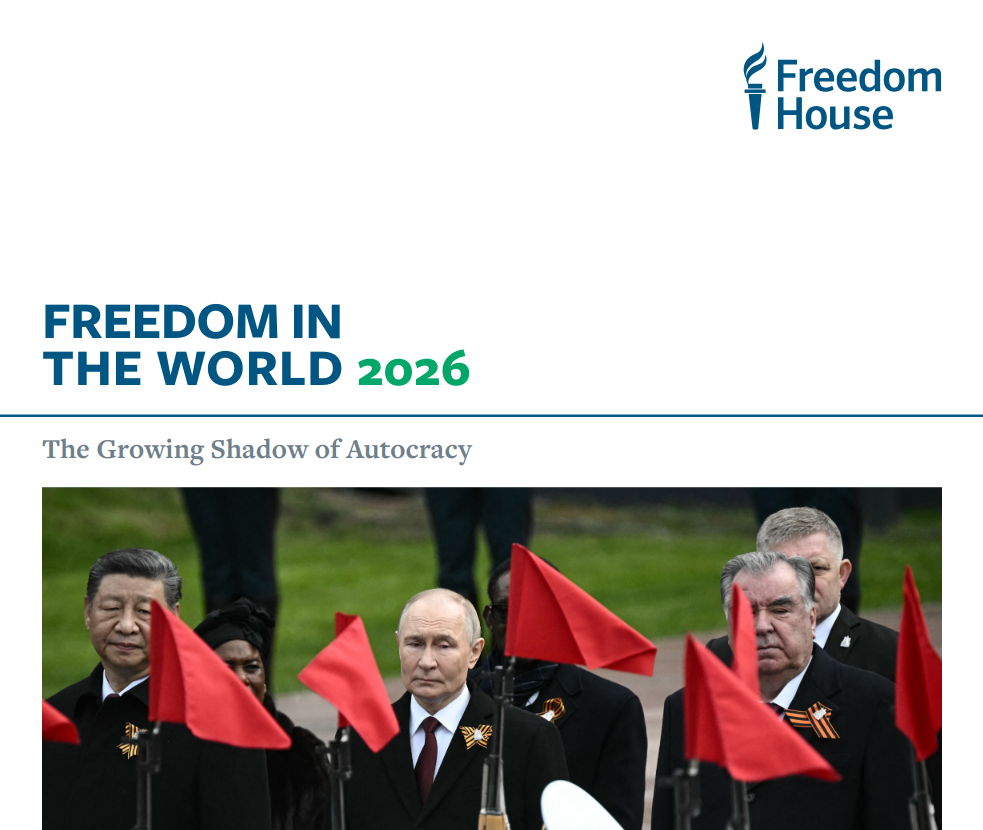 Freedom
House
FREEDOM IN
THE WORLD 2026
The Growing Shadow of Autocracy